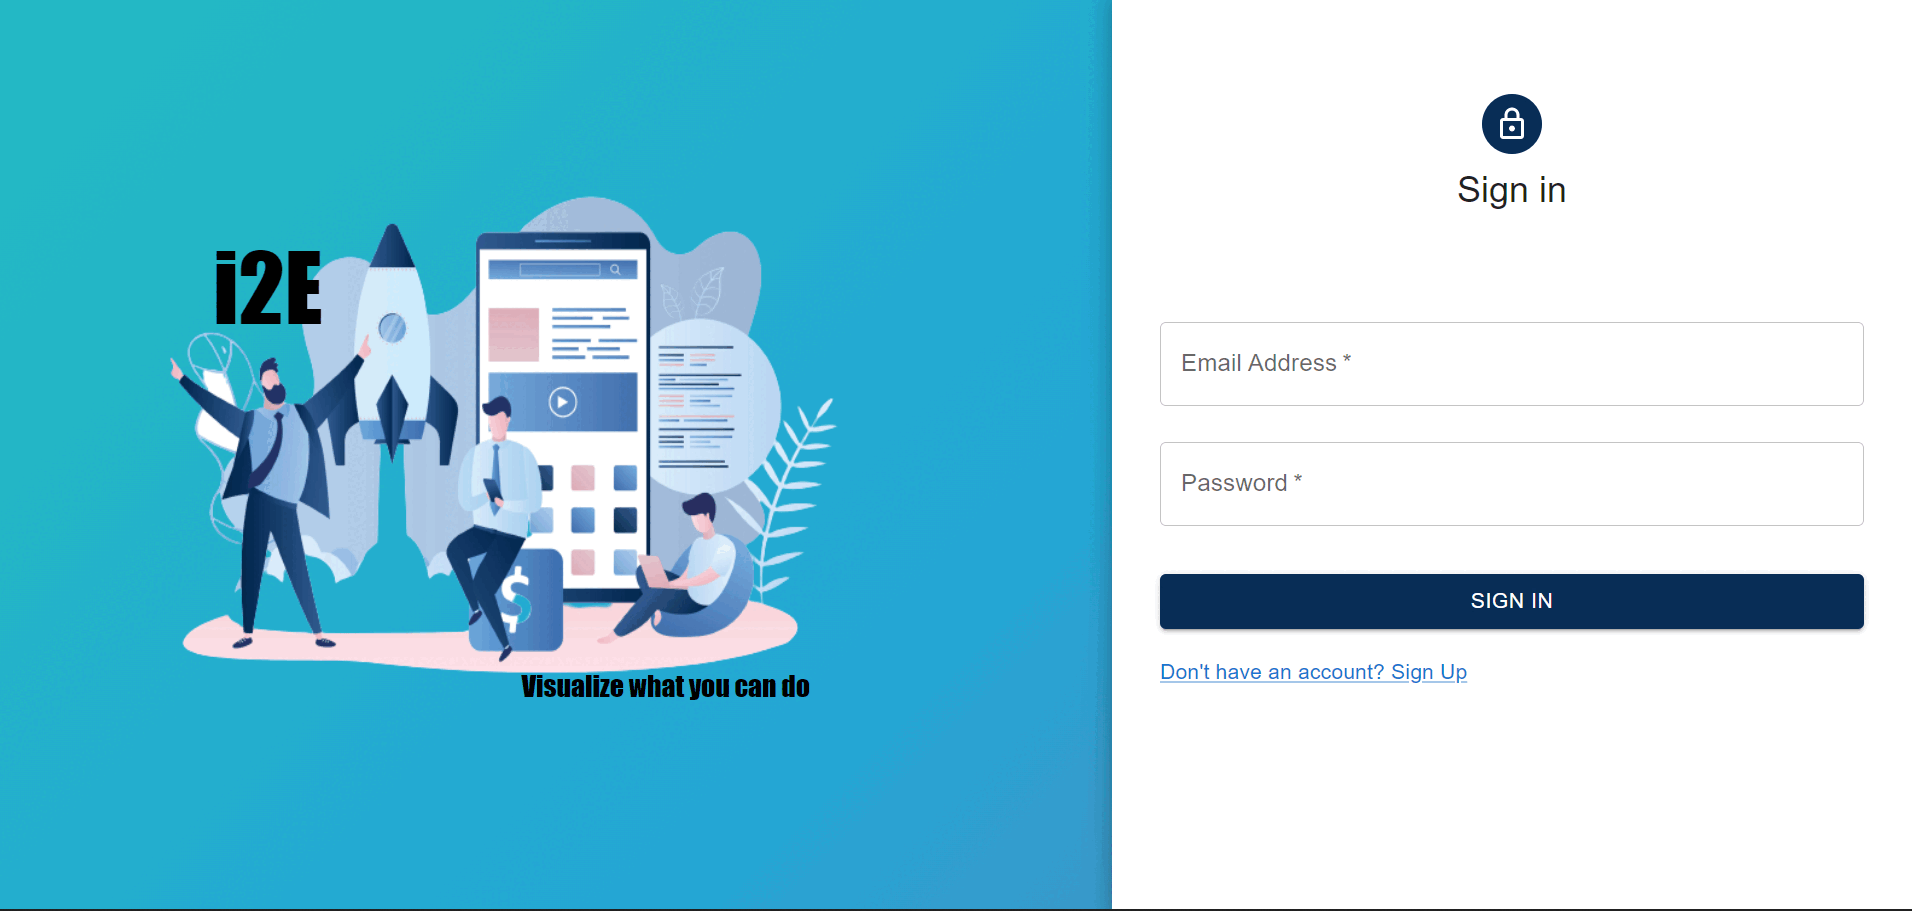 i2E
Visualize what you can do
Sign in
Email Address *
Password *
SIGN IN
Don't have an account? Sign Up